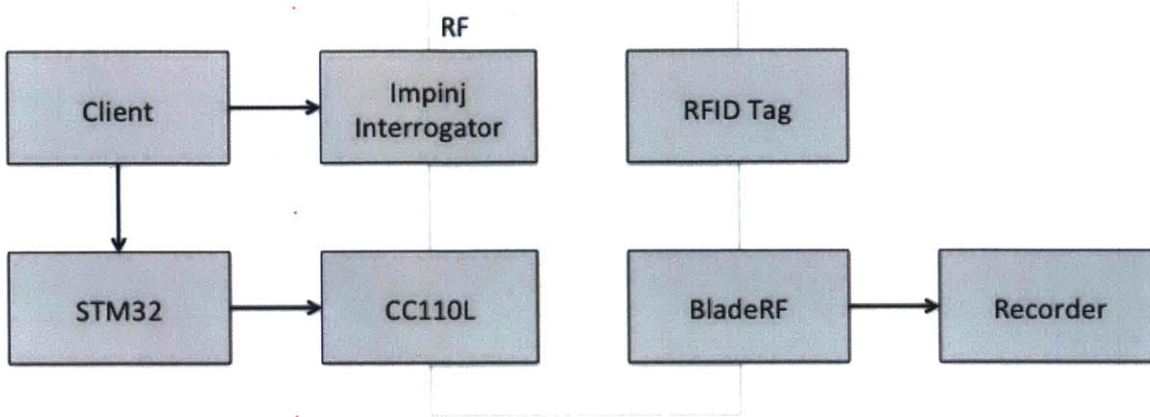 RF
Client
Impinj
Interrogator
RFID Tag
STM32
CC110L
BladeRF
Recorder